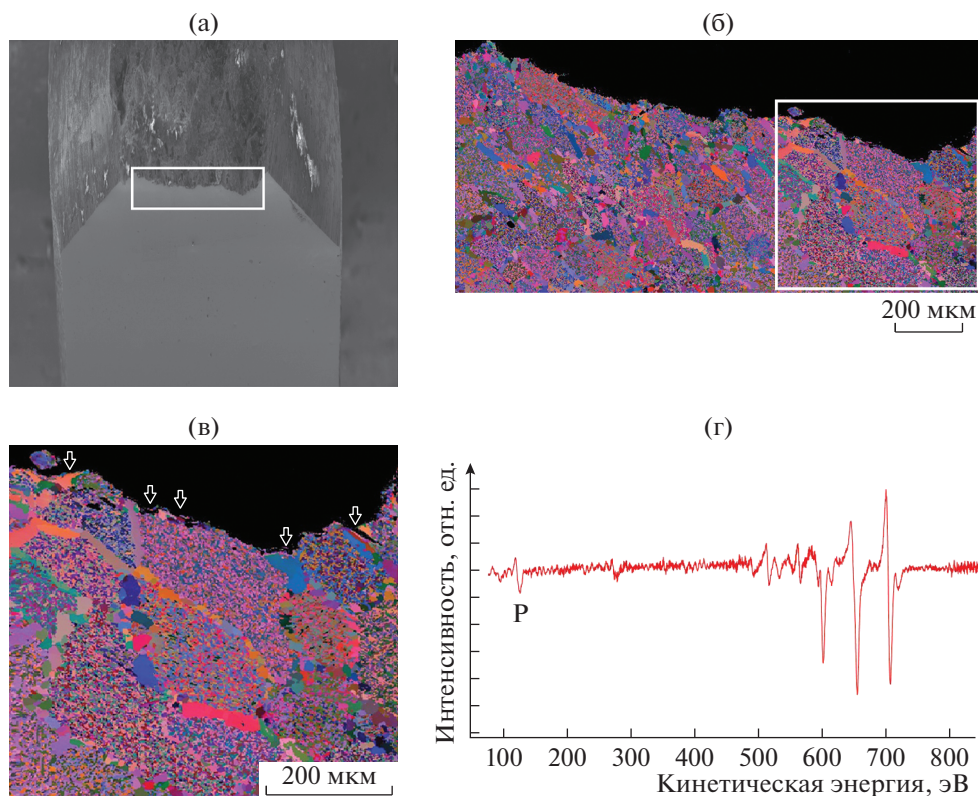 (а)
(б)
200 мкм
(в)
200 мкм
(г)
Интенсивность, отн. ед.
P
100 200 300 400 500 600 700 800
Кинетическая энергия, эВ